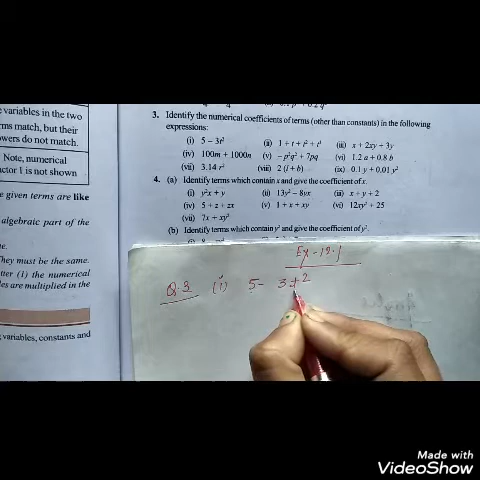 e variables in the two
ms match, but their
wers do not match.
Note, numerical
ctor 1 is not shown
e given terms are like
algebraic part of the
e.
They must be the same.
tter (1) the numerical
les are multiplied in the
variables, constants and
3. Identify the numerical coefficients of terms (other than constants) in the following
expressions:
(i) 5 – 3t² (ii) 1 + t + t² + t³ (iii) x + 2xy + 3y
(iv) 100m + 1000n (v) – p²q² + 7pq (vi) 1.2 a + 0.8 b
(vii) 3.14 r² (viii) 2 (l + b) (ix) 0.1 y + 0.01 y²
4. (a) Identify terms which contain x and give the coefficient of x.
(i) y²x + y (ii) 13y² – 8yx (iii) x + y + 2
(iv) 5 + z + zx (v) 1 + x + xy (vi) 12xy² + 25
(vii) 7x + xy²
(b) Identify terms which contain y² and give the coefficient of y².
Ex - 12.1
Q.3 (i) 5 - 3t²
Made with
VideoShow